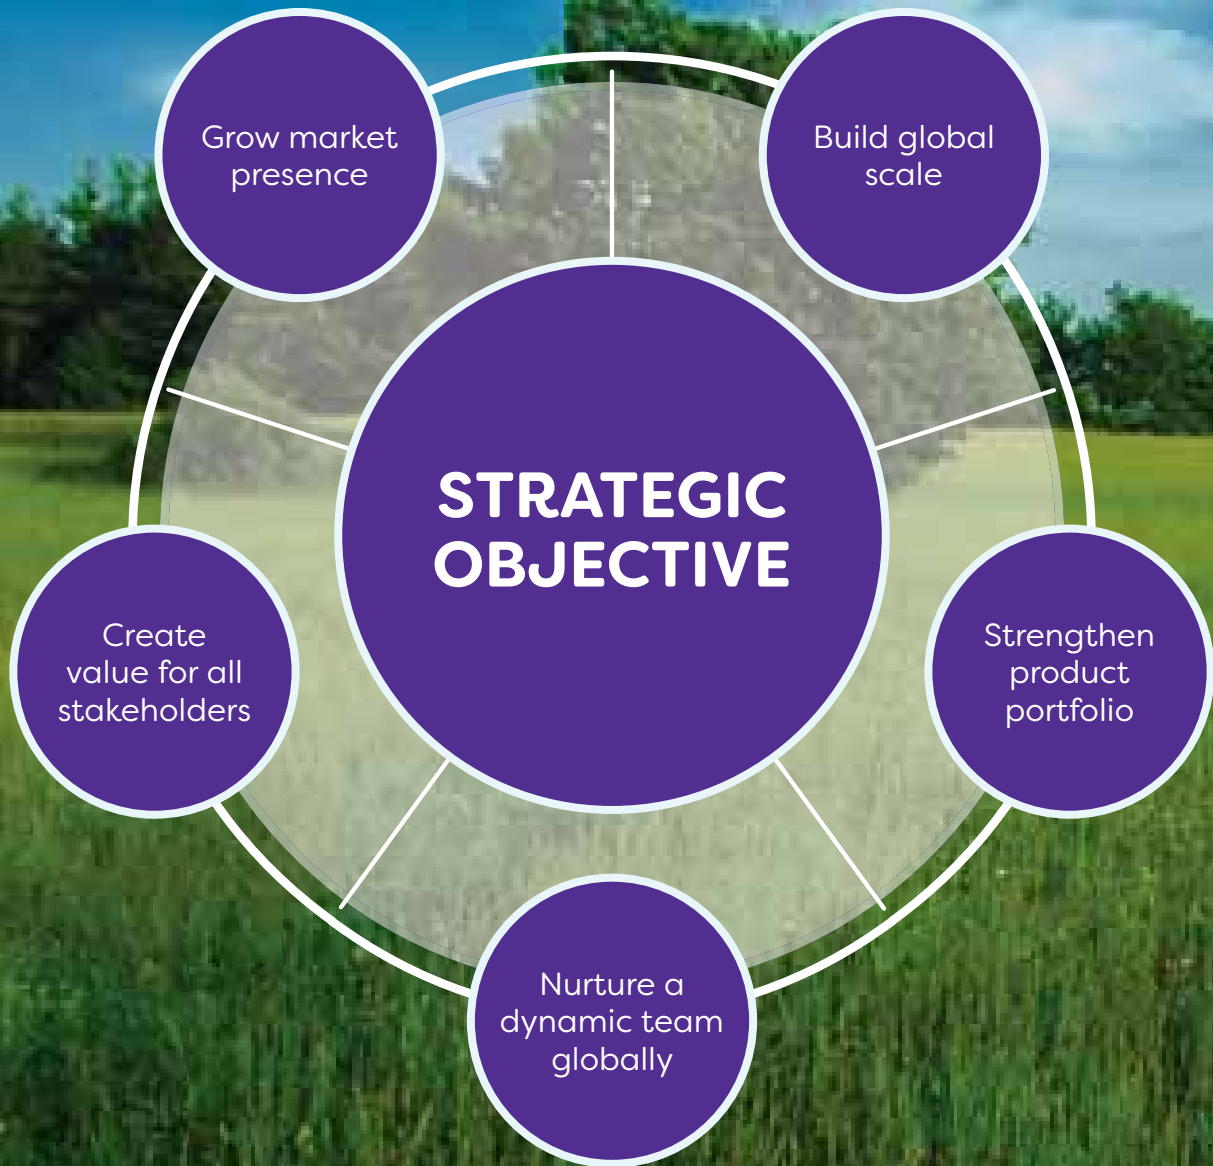 Grow market
presence
Build global
scale
STRATEGIC
OBJECTIVE
Create
value for all
stakeholders
Strengthen
product
portfolio
Nurture a
dynamic team
globally